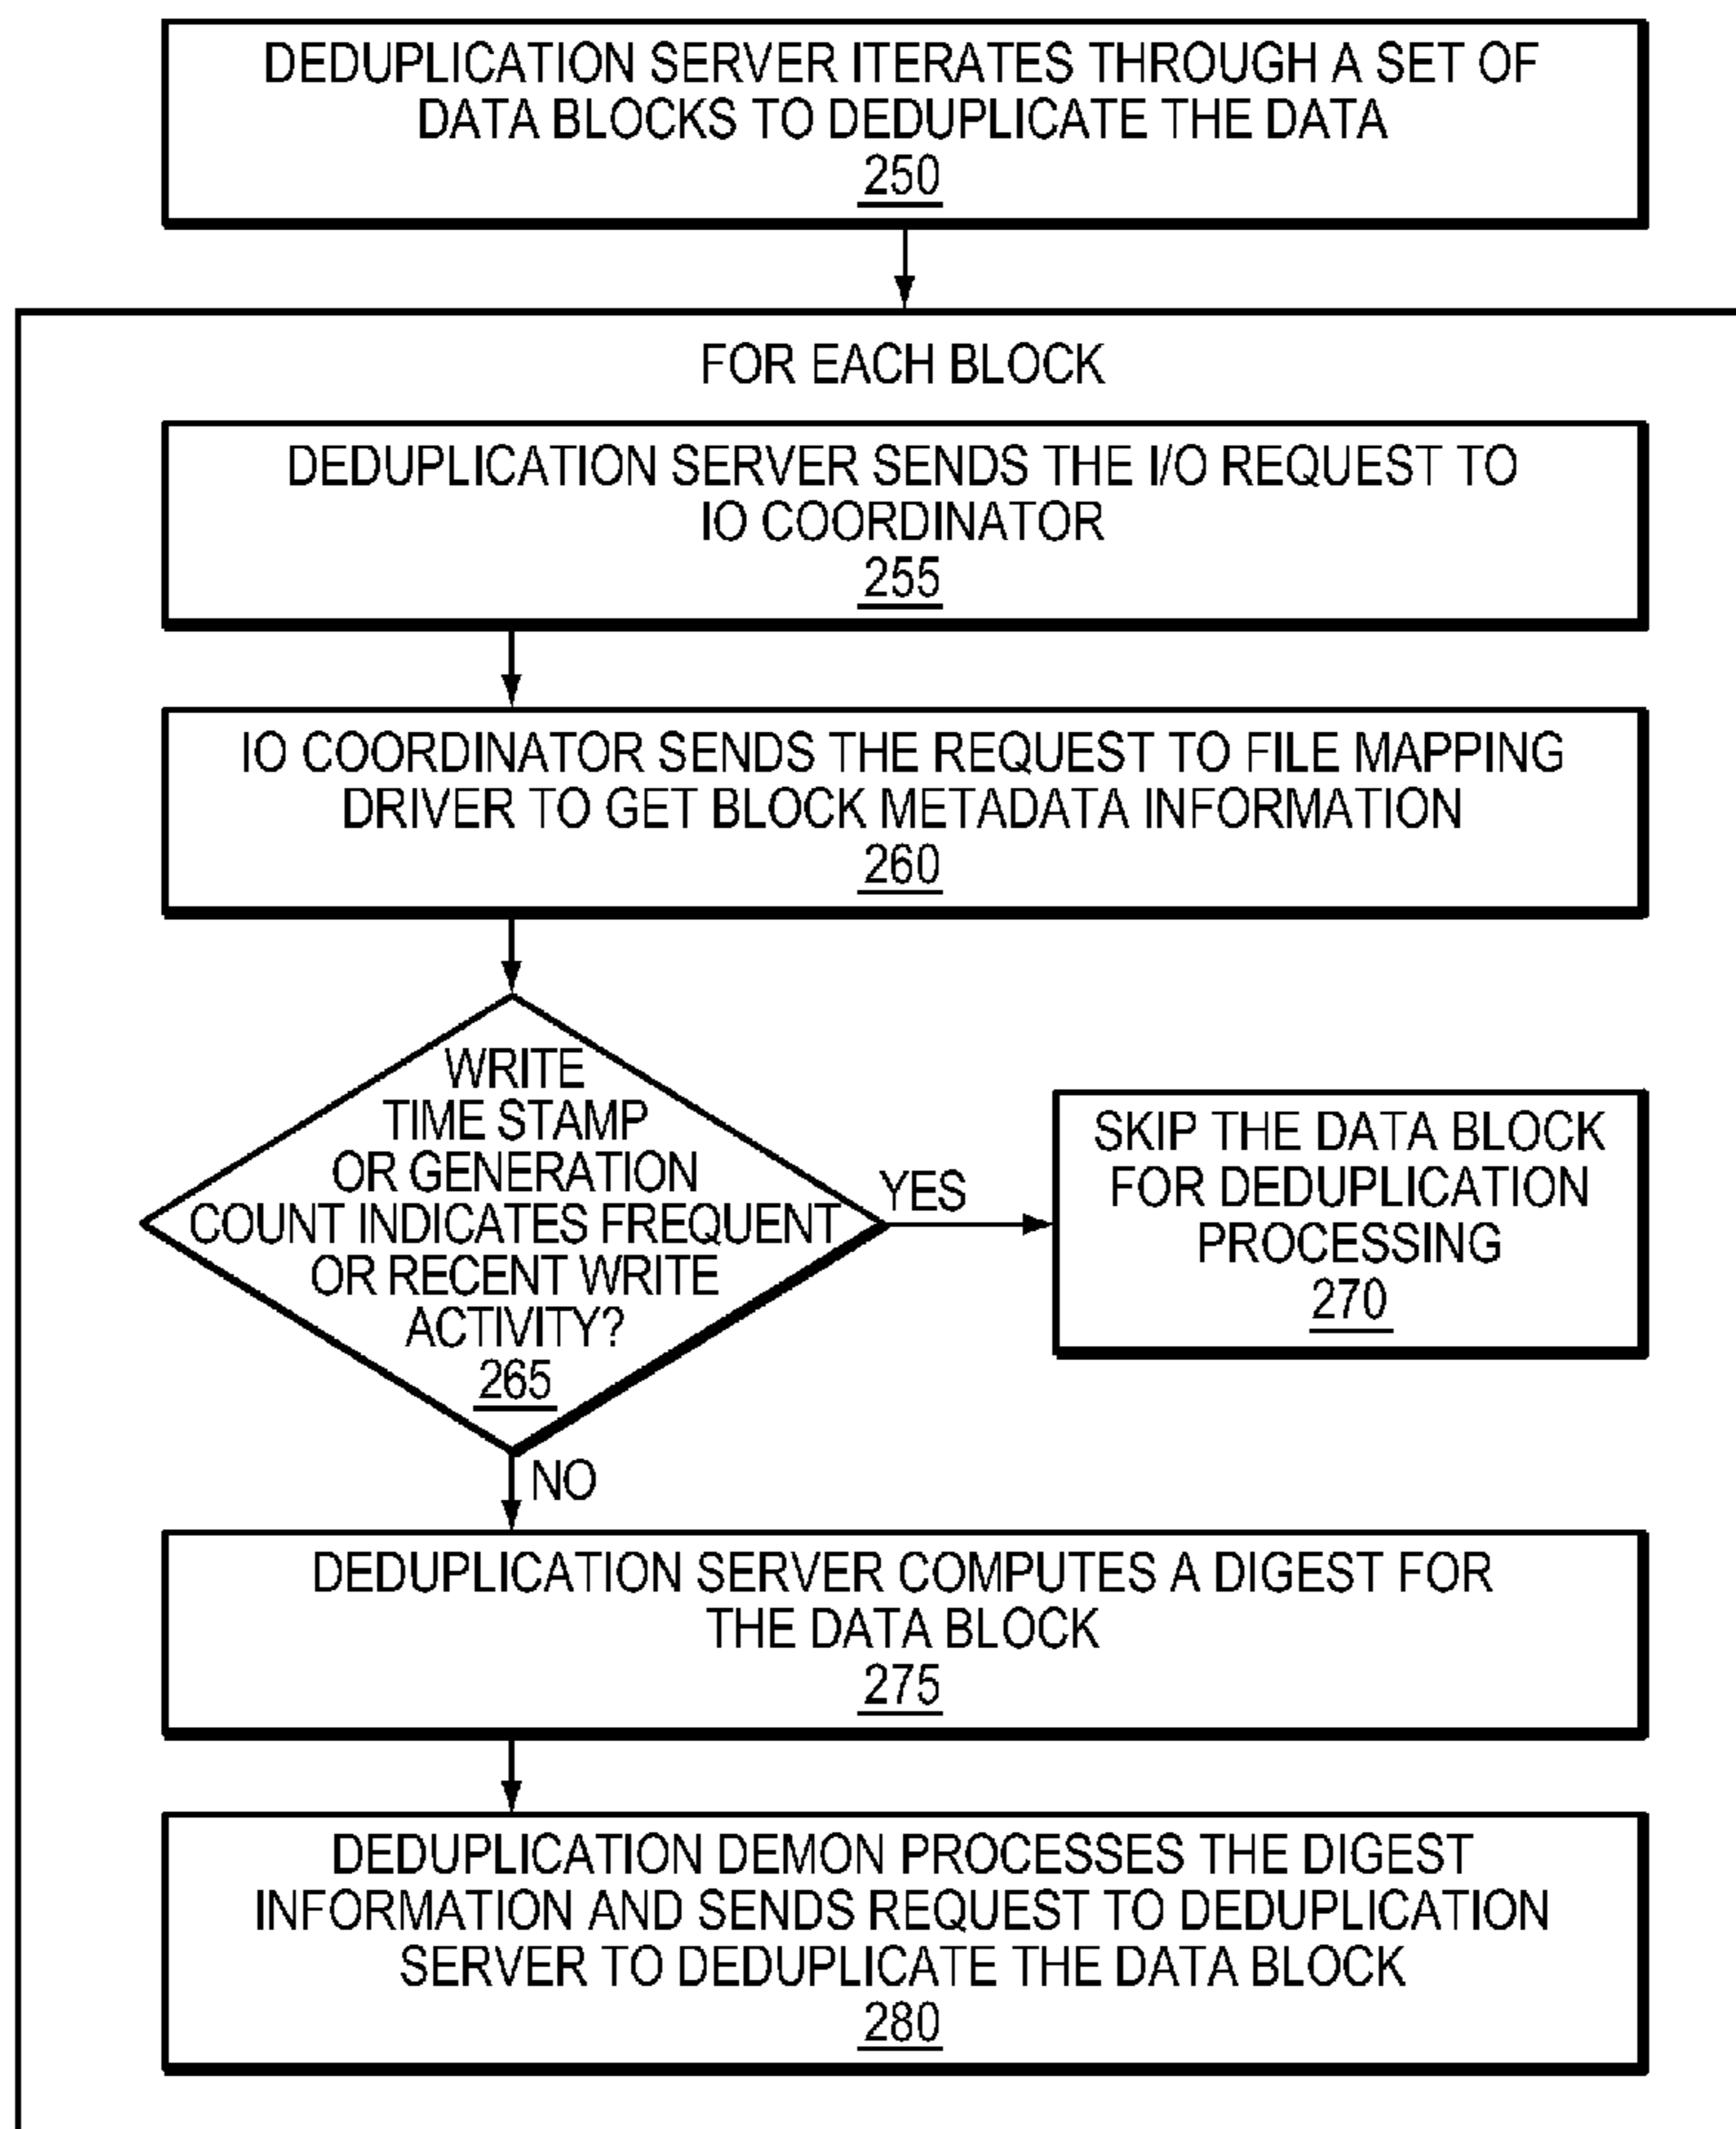 DEDUPLICATION SERVER ITERATES THROUGH A SET OF
DATA BLOCKS TO DEDUPLICATE THE DATA
250
FOR EACH BLOCK
DEDUPLICATION SERVER SENDS THE I/O REQUEST TO
IO COORDINATOR
255
IO COORDINATOR SENDS THE REQUEST TO FILE MAPPING
DRIVER TO GET BLOCK METADATA INFORMATION
260
WRITE
TIME STAMP
OR GENERATION
COUNT INDICATES FREQUENT
OR RECENT WRITE
ACTIVITY?
265
YES
SKIP THE DATA BLOCK
FOR DEDUPLICATION
PROCESSING
270
NO
DEDUPLICATION SERVER COMPUTES A DIGEST FOR
THE DATA BLOCK
275
DEDUPLICATION DEMON PROCESSES THE DIGEST
INFORMATION AND SENDS REQUEST TO DEDUPLICATION
SERVER TO DEDUPLICATE THE DATA BLOCK
280